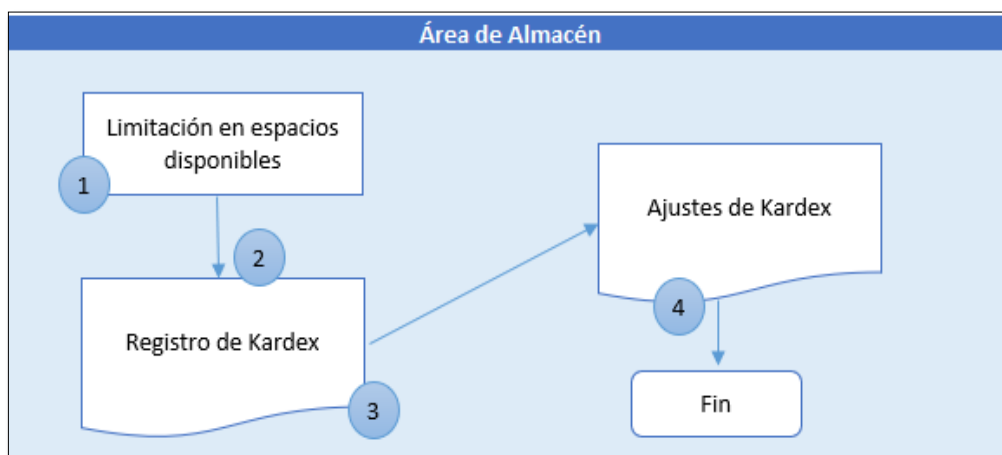 Área de Almacén
Limitación en espacios
disponibles
1
2
Registro de Kardex
3
Ajustes de Kardex
4
Fin